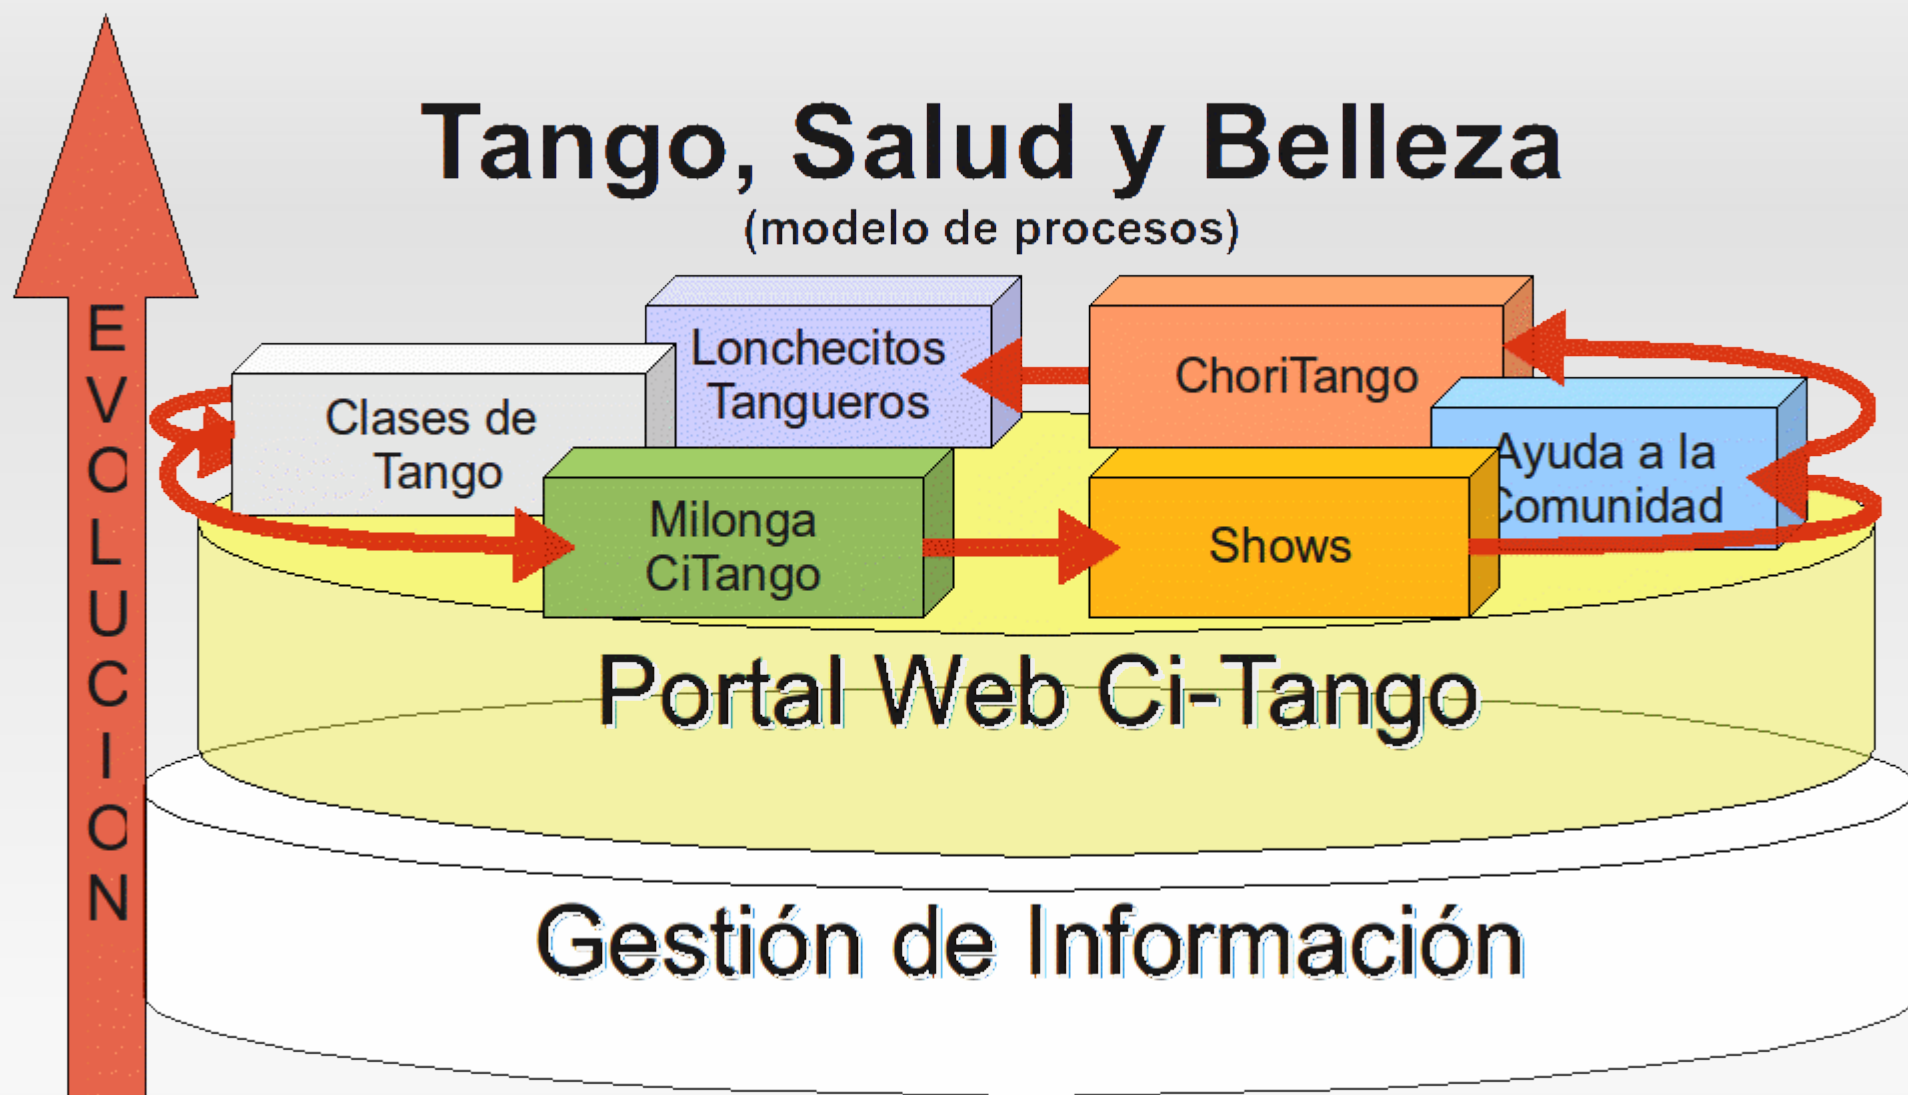 Tango, Salud y Belleza
(modelo de procesos)
EVOLUCION
Lonchecitos
Tangueros
ChoriTango
Clases de
Tango
Ayuda a la
Comunidad
Milonga
CiTango
Shows
Portal Web Ci-Tango
Gestión de Información